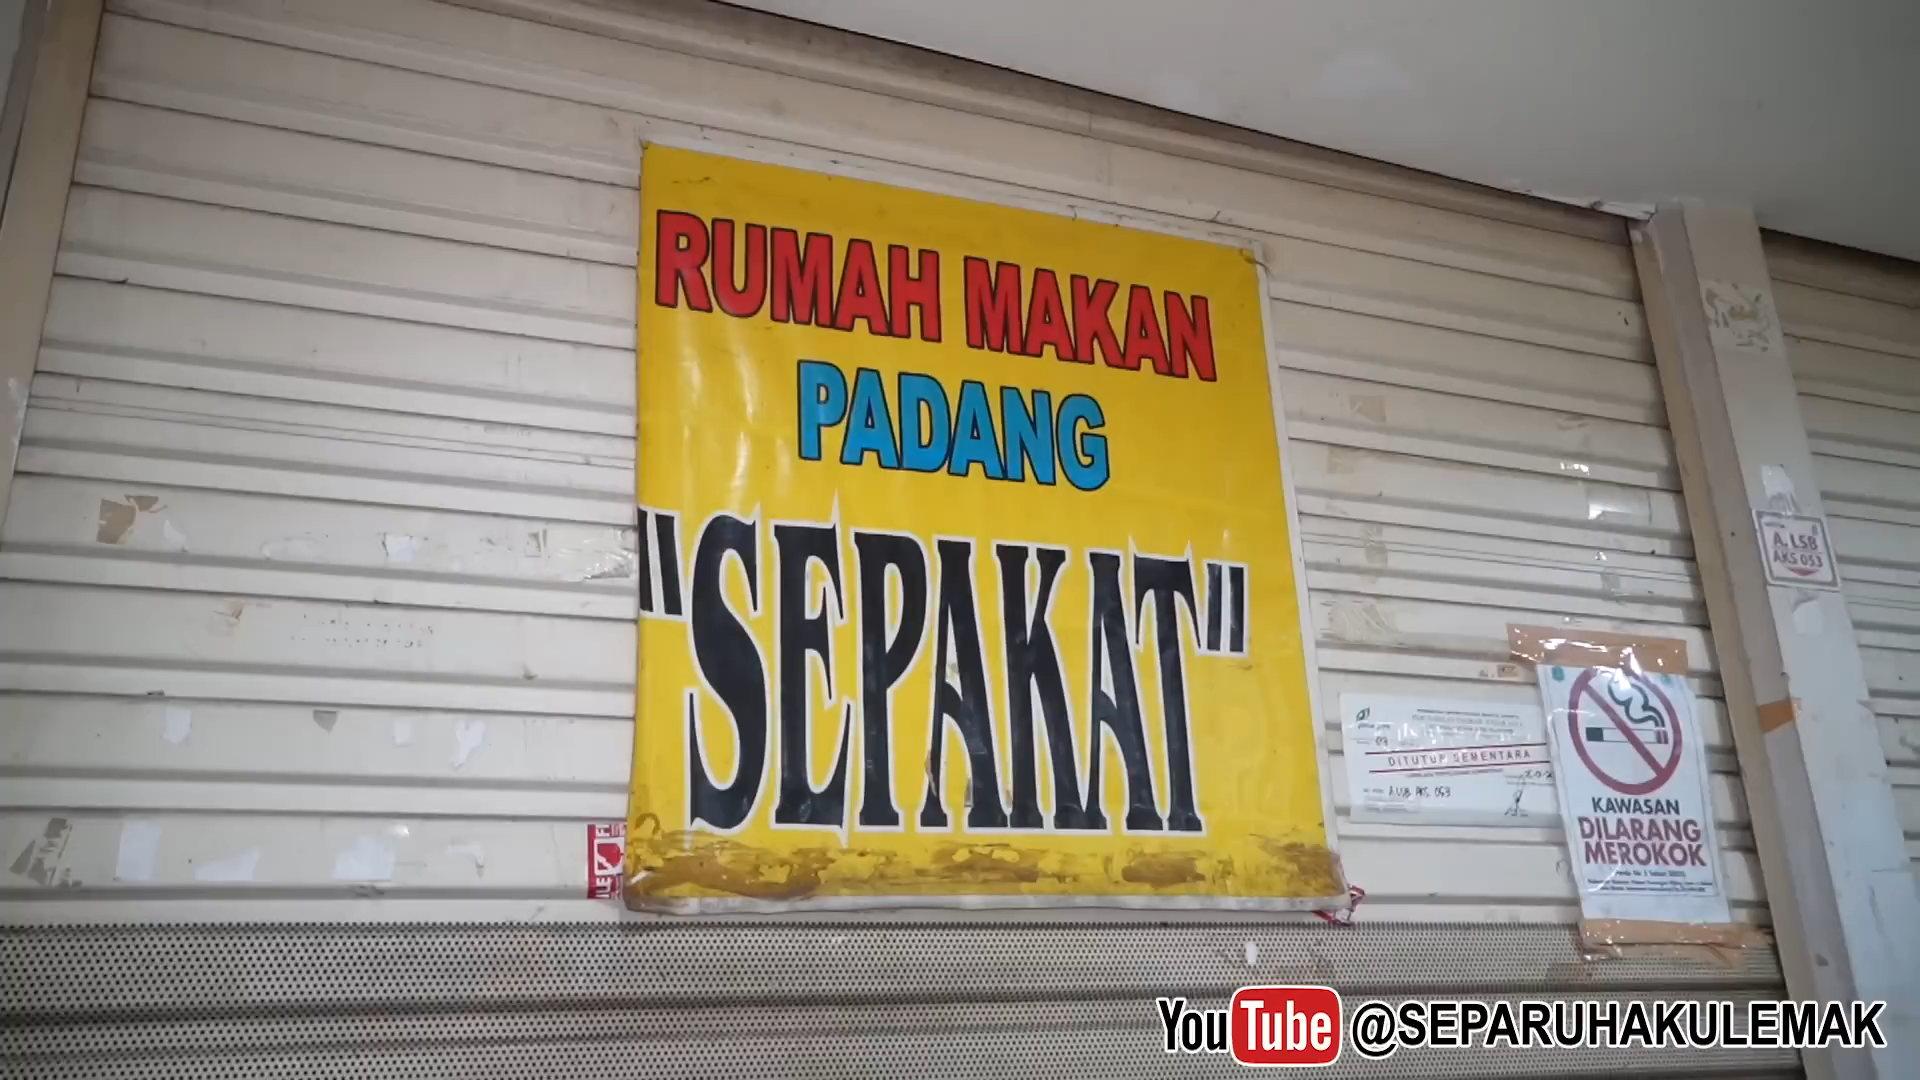 RUMAH MAKAN
PADANG
"SEPAKAT"
A. LSB
AKS 053
DITUTUP SEMENTARA
A LSB AKS 053
KAWASAN
DILARANG
MEROKOK
YouTube @SEPARUHAKULEMAK